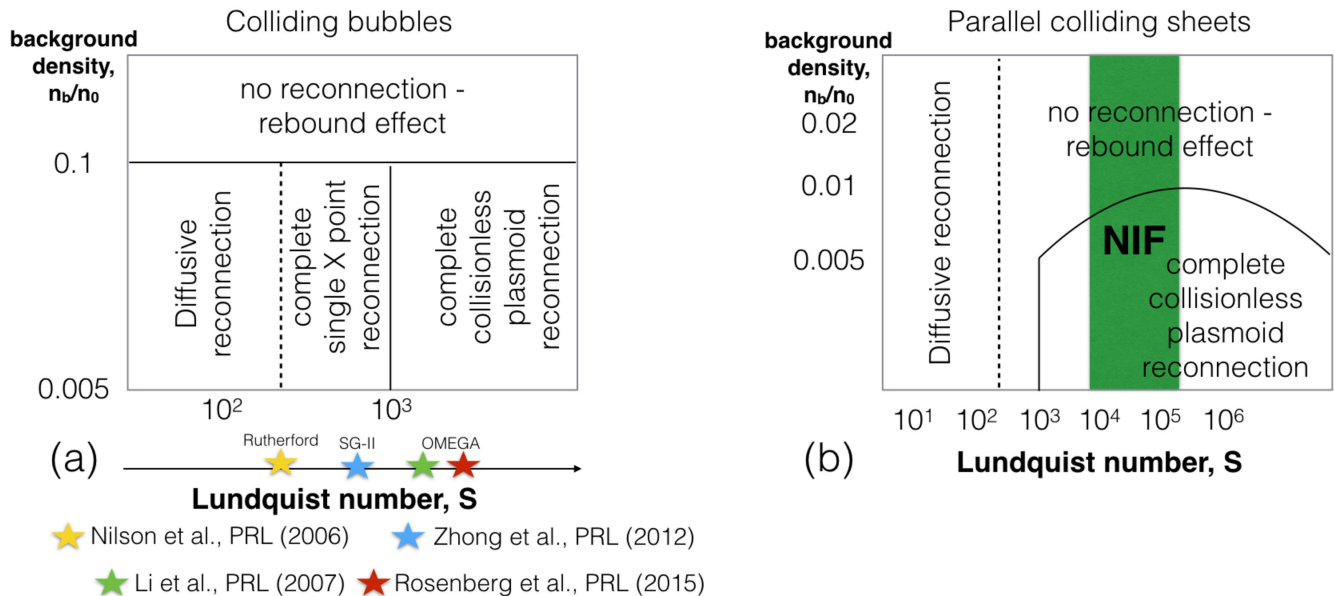 Colliding bubbles
background
density,
n_b/n_0
no reconnection -
rebound effect
0.1
Diffusive
reconnection
complete
single X point
reconnection
complete
collisionless
plasmoid
reconnection
0.005
10²
10³
(a)
Rutherford
SG-II
OMEGA
Lundquist number, S
Nilson et al., PRL (2006)
Zhong et al., PRL (2012)
Li et al., PRL (2007)
Rosenberg et al., PRL (2015)
Parallel colliding sheets
background
density,
n_b/n_0
0.02
0.01
0.005
Diffusive reconnection
no reconnection -
rebound effect
NIF
complete
collisionless
plasmoid
reconnection
10¹
10²
10³
10⁴
10⁵
10⁶
(b)
Lundquist number, S